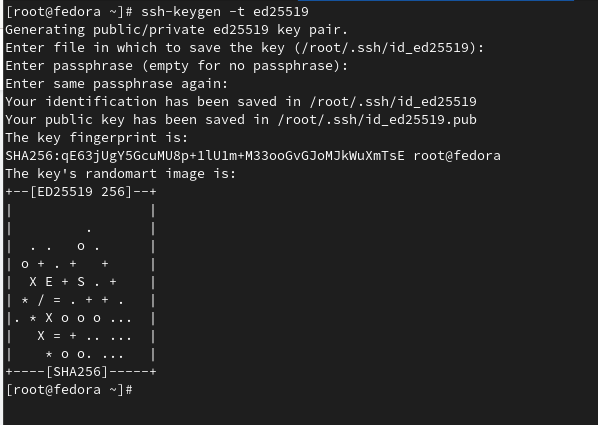 [root@fedora ~]# ssh-keygen -t ed25519
Generating public/private ed25519 key pair.
Enter file in which to save the key (/root/.ssh/id_ed25519):
Enter passphrase (empty for no passphrase):
Enter same passphrase again:
Your identification has been saved in /root/.ssh/id_ed25519
Your public key has been saved in /root/.ssh/id_ed25519.pub
The key fingerprint is:
SHA256:qE63jUgY5GcuMU8p+1lU1m+M33ooGvGJoMJkWuXmTsE root@fedora
The key's randomart image is:
+--[ED25519 256]--+
|                 |
|         .       |
|  . .   o .      |
| o + . +   +     |
|  X E + S . +    |
| * / = . + + .   |
|. * X o o o ...  |
|   X = + .. ...  |
|    * o o. ...   |
+----[SHA256]-----+
[root@fedora ~]#